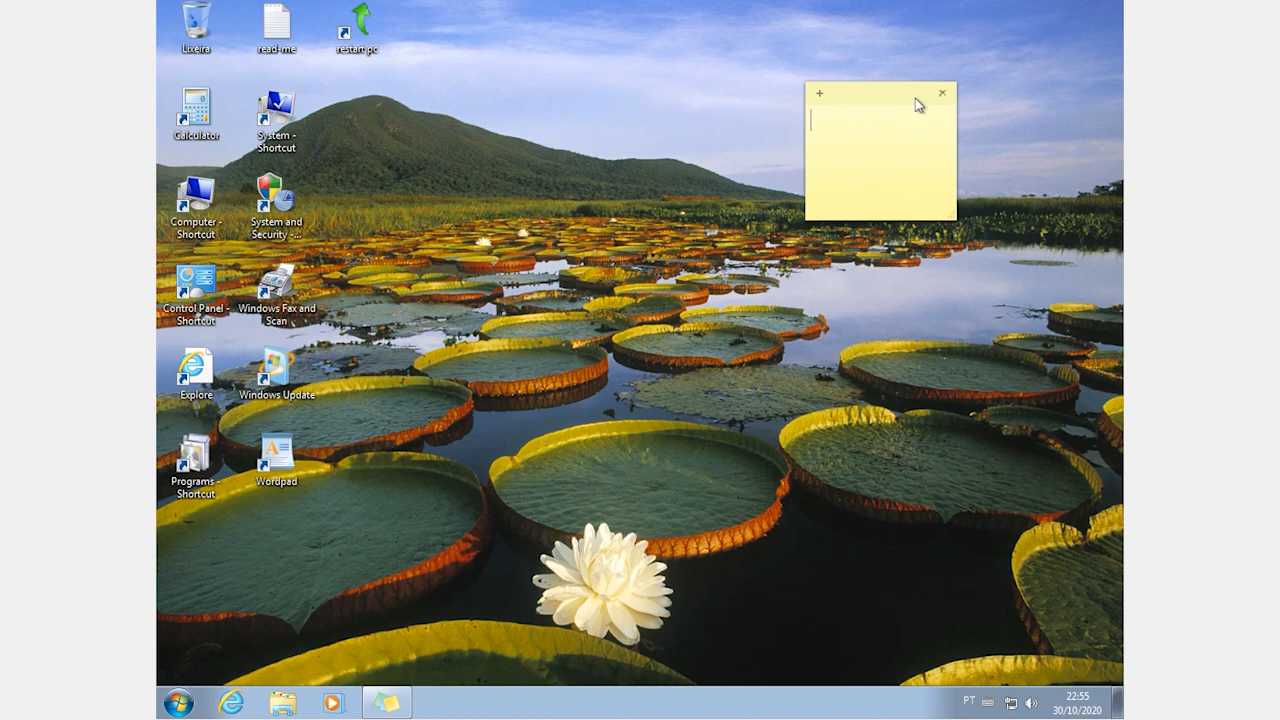 Lixeira
read-me
restart pc
Calculator
System -
Shortcut
Computer -
Shortcut
System and
Security -...
Control Panel -
Shortcut
Windows Fax and
Scan
Explore
Windows Update
Programs -
Shortcut
Wordpad
PT
22:55
30/10/2020